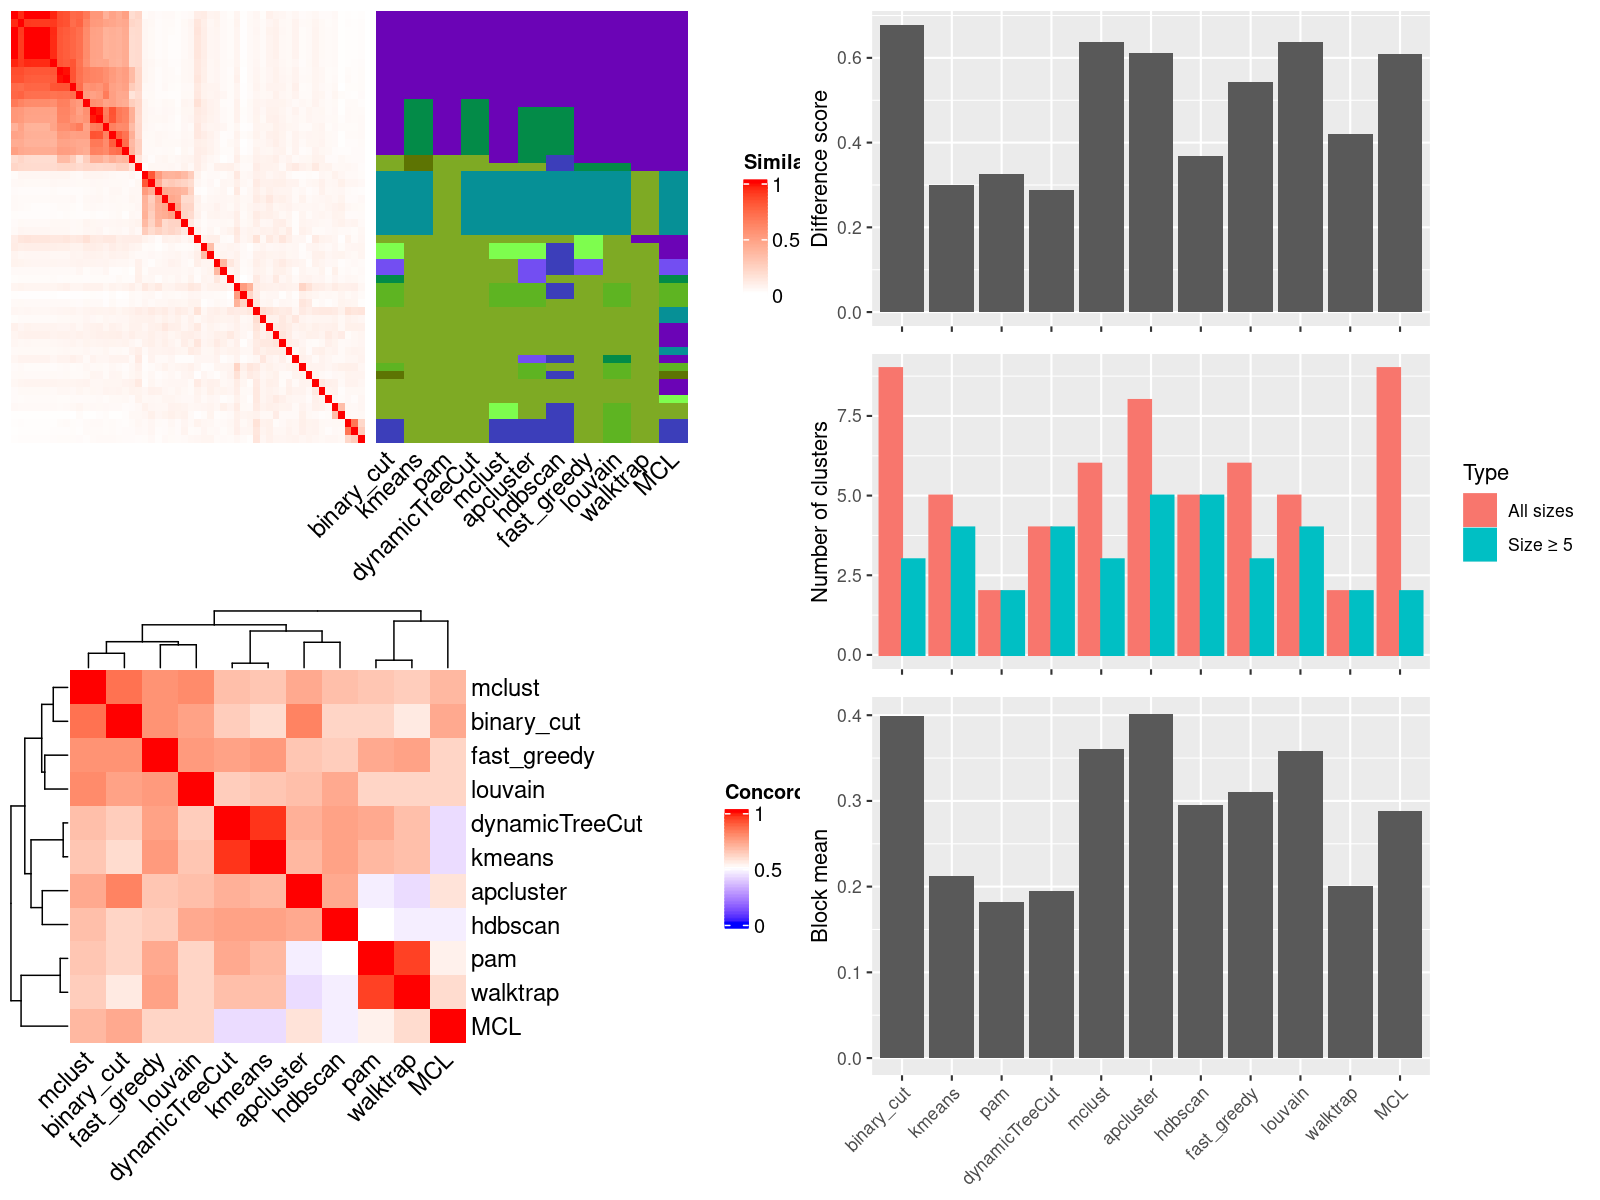 Simila
1
0.5
0
binary_cut
kmeans
pam
dynamicTreeCut
mclust
apcluster
hdbscan
fast_greedy
louvain
walktrap
MCL
mclust
binary_cut
fast_greedy
louvain
dynamicTreeCut
kmeans
apcluster
hdbscan
pam
walktrap
MCL
mclust
binary_cut
fast_greedy
louvain
dynamicTreeCut
kmeans
apcluster
hdbscan
pam
walktrap
MCL
Concor
1
0.5
0
Difference score
0.6
0.4
0.2
0.0
Number of clusters
7.5
5.0
2.5
0.0
Type
All sizes
Size ≥ 5
Block mean
0.4
0.3
0.2
0.1
0.0
binary_cut
kmeans
pam
dynamicTreeCut
mclust
apcluster
hdbscan
fast_greedy
louvain
walktrap
MCL